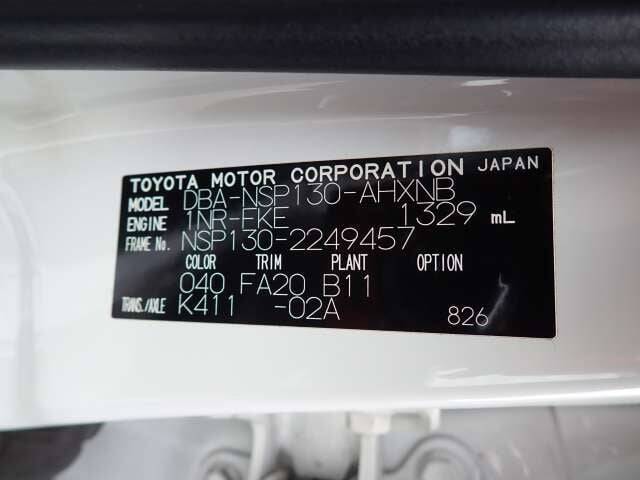 TOYOTA MOTOR CORPORATION JAPAN
MODEL DBA-NSP130-AHXNB
ENGINE 1NR-FKE 1329 mL
FRAME No. NSP130-2249457
COLOR TRIM PLANT OPTION
040 FA20 B11
TRANS./AXLE K411 -02A 826